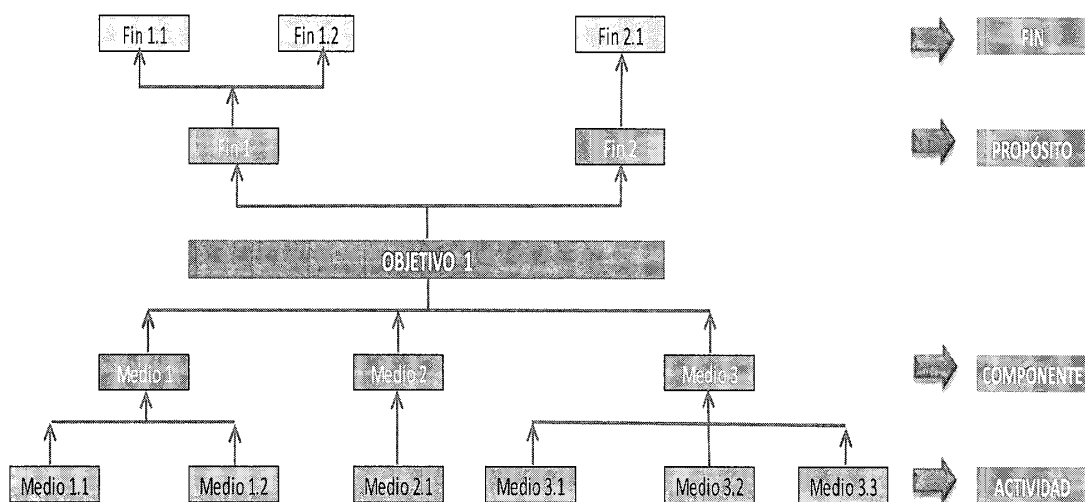 Fin 1.1
Fin 1.2
Fin 2.1
FIN
Fin 1
Fin 2
PROPÓSITO
OBJETIVO 1
Medio 1
Medio 2
Medio 3
COMPONENTE
Medio 1.1
Medio 1.2
Medio 2.1
Medio 3.1
Medio 3.2
Medio 3.3
ACTIVIDAD